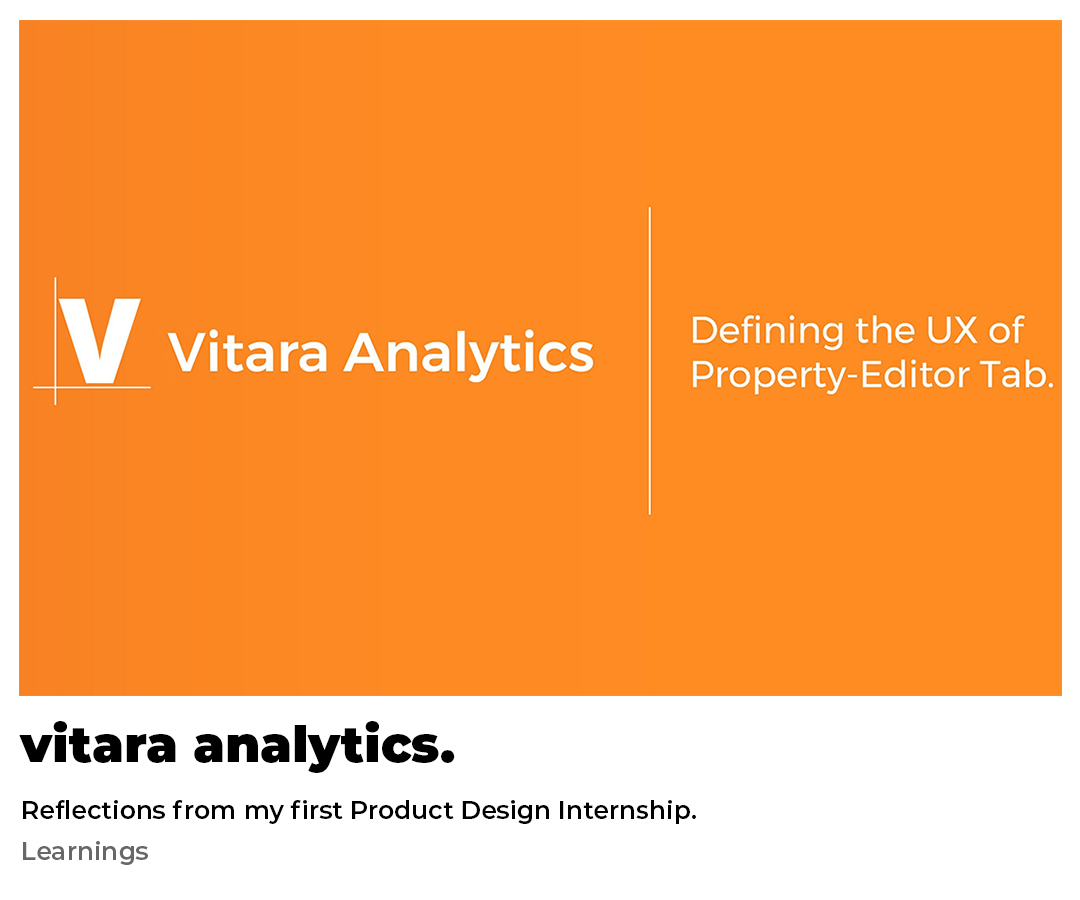 V
Vitara Analytics
Defining the UX of
Property-Editor Tab.
vitara analytics.
Reflections from my first Product Design Internship.
Learnings